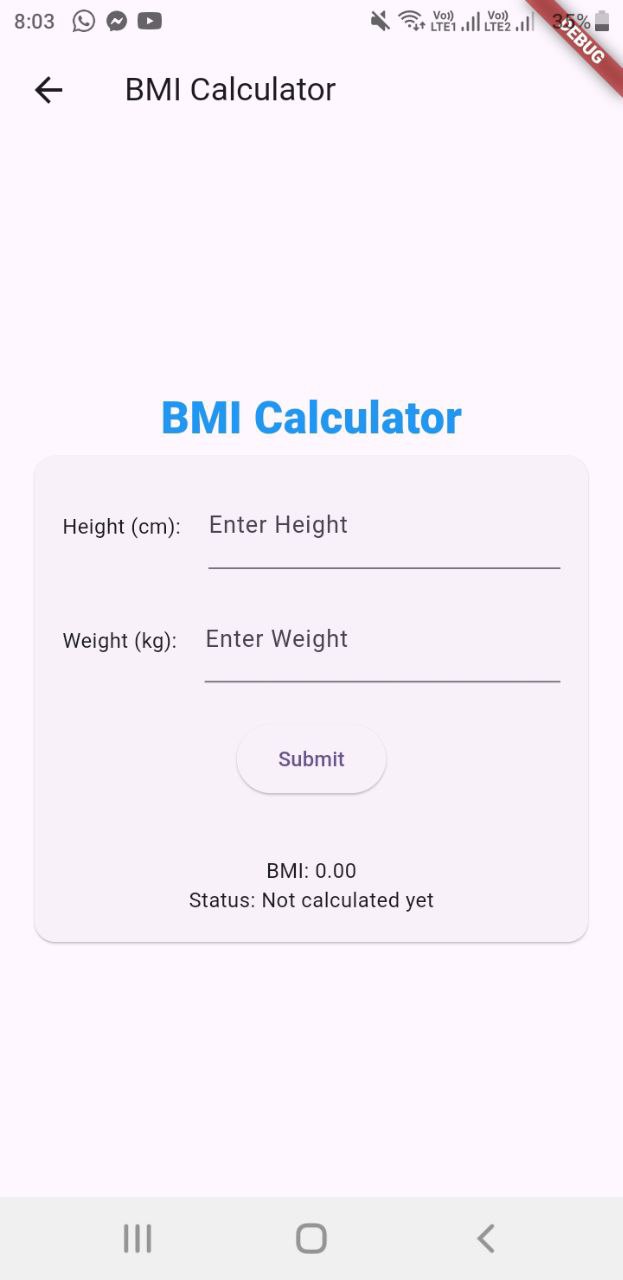 8:03 Vo)) LTE1 Vo)) LTE2 35%
DEBUG
BMI Calculator
BMI Calculator
Height (cm): Enter Height
Weight (kg): Enter Weight
Submit
BMI: 0.00
Status: Not calculated yet